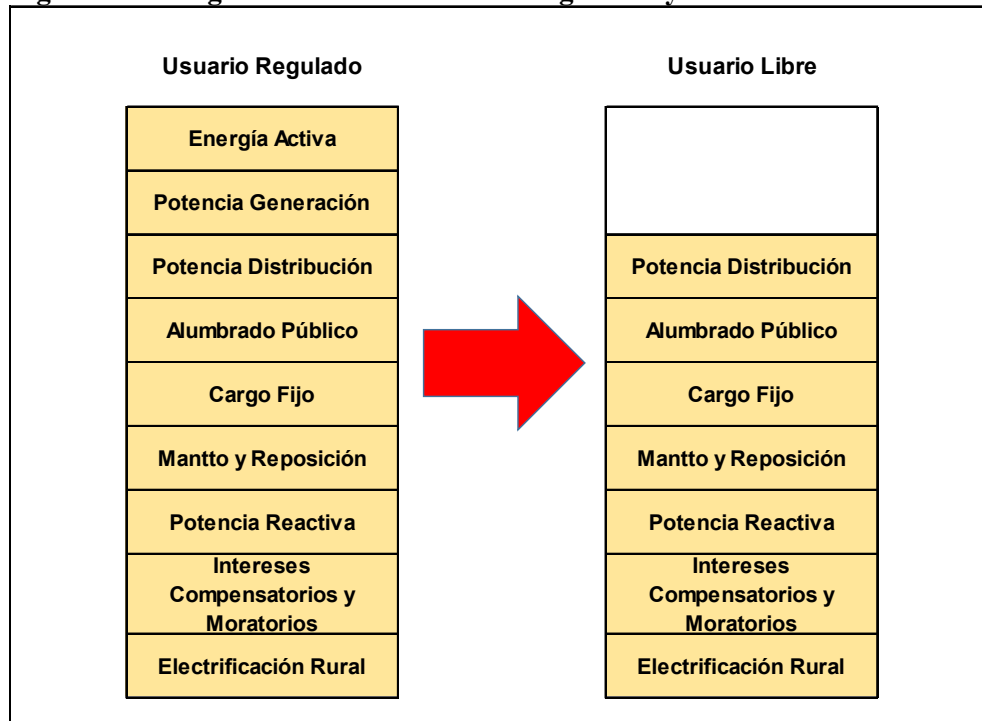 Usuario Regulado
Energía Activa
Potencia Generación
Potencia Distribución
Alumbrado Público
Cargo Fijo
Mantto y Reposición
Potencia Reactiva
Intereses
Compensatorios y
Moratorios
Electrificación Rural
Usuario Libre
Potencia Distribución
Alumbrado Público
Cargo Fijo
Mantto y Reposición
Potencia Reactiva
Intereses
Compensatorios y
Moratorios
Electrificación Rural